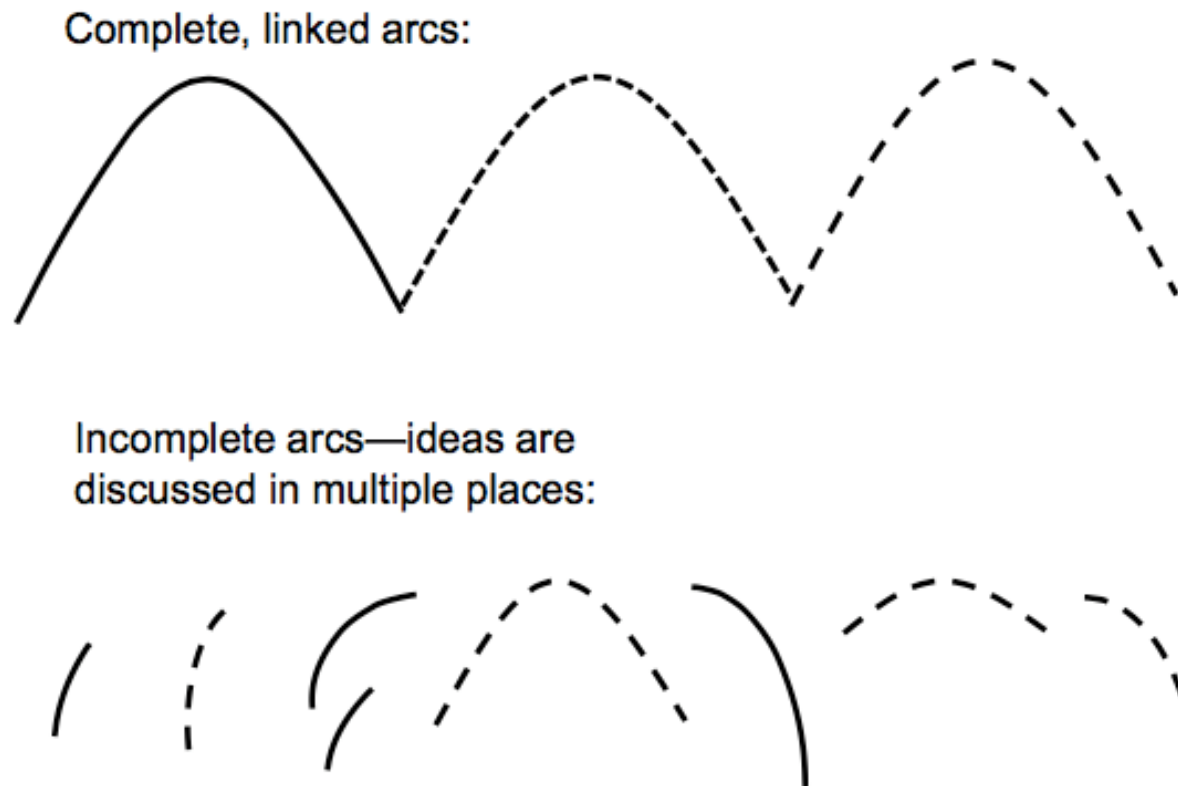 Complete, linked arcs:
Incomplete arcs—ideas are
discussed in multiple places: